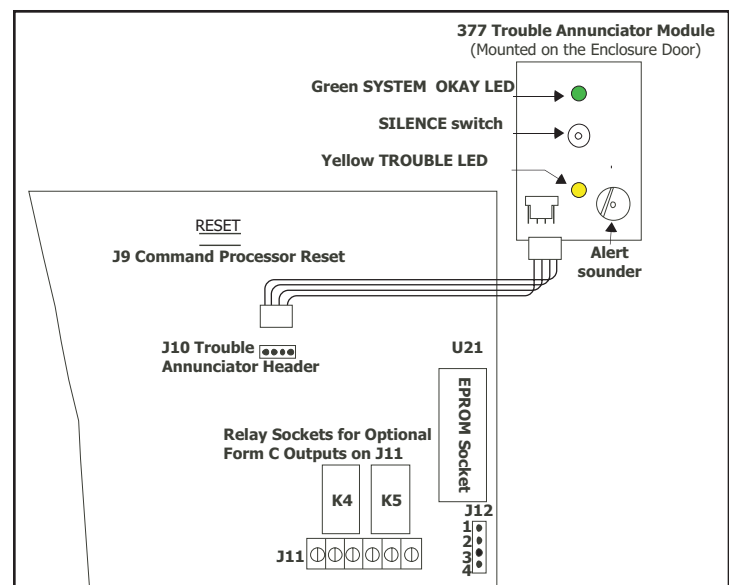 377 Trouble Annunciator Module
(Mounted on the Enclosure Door)
Green SYSTEM OKAY LED
SILENCE switch
Yellow TROUBLE LED
Alert
sounder
RESET
J9 Command Processor Reset
J10 Trouble
Annunciator Header
U21
EPROM Socket
Relay Sockets for Optional
Form C Outputs on J11
K4
K5
J12
1
2
3
4
J11